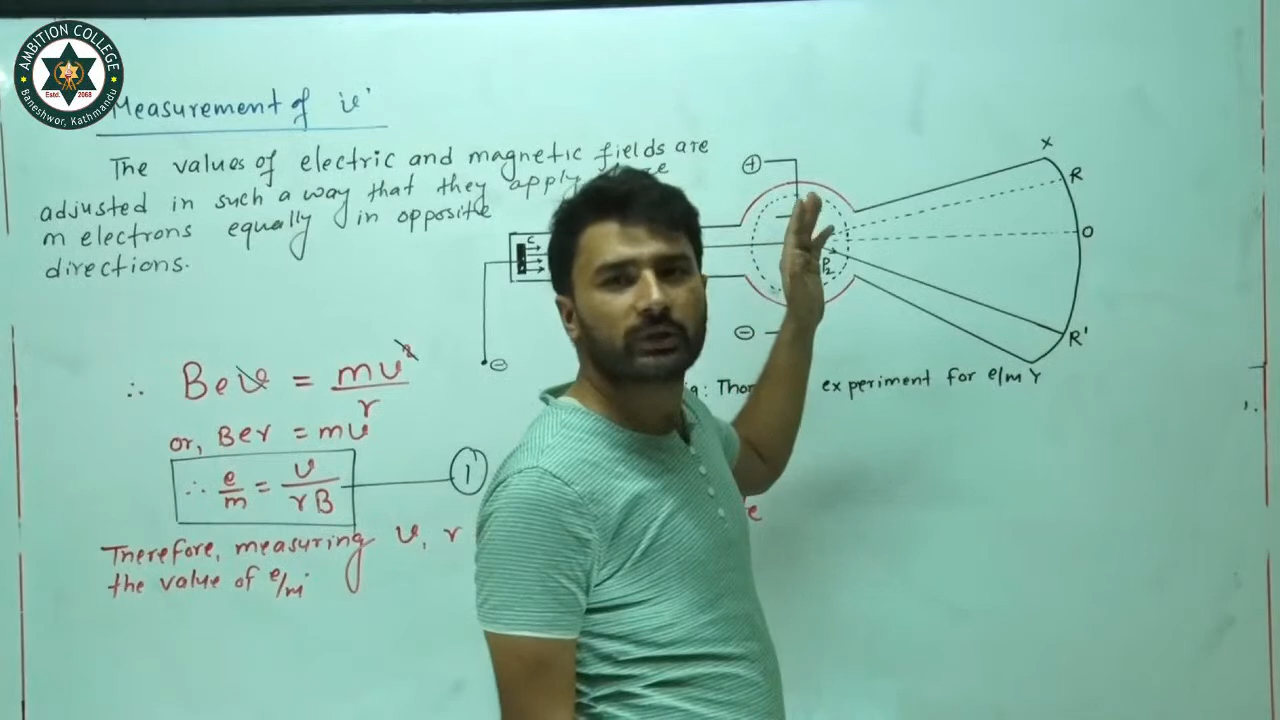 AMBITION COLLEGE
Estd. 2068
Baneshwor, Kathmandu
Measurement of 'v'
The values of electric and magnetic fields are
adjusted in such a way that they apply
electrons equally in opposite
directions.
∴ Bev = mv²/r
or, Ber = mv
∴ e/m = v/rB
1
Therefore, measuring v, r
the value of e/m
+
C
-
P₂
-
X
R
O
R'
Y
experiment for e/m